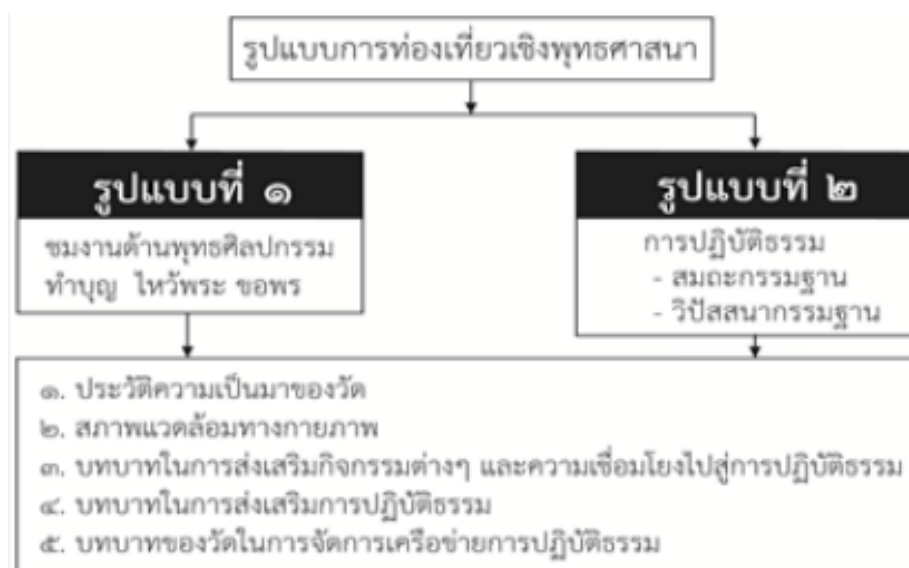 รูปแบบการท่องเที่ยวเชิงพุทธศาสนา
รูปแบบที่ ๑
ชมงานด้านพุทธศิลปกรรม
ทำบุญ ไหว้พระ ขอพร
รูปแบบที่ ๒
การปฏิบัติธรรม
- สมถะกรรมฐาน
- วิปัสสนากรรมฐาน
๑. ประวัติความเป็นมาของวัด
๒. สภาพแวดล้อมทางกายภาพ
๓. บทบาทในการส่งเสริมกิจกรรมต่างๆ และความเชื่อมโยงไปสู่การปฏิบัติธรรม
๔. บทบาทในการส่งเสริมการปฏิบัติธรรม
๕. บทบาทของวัดในการจัดการเครือข่ายการปฏิบัติธรรม